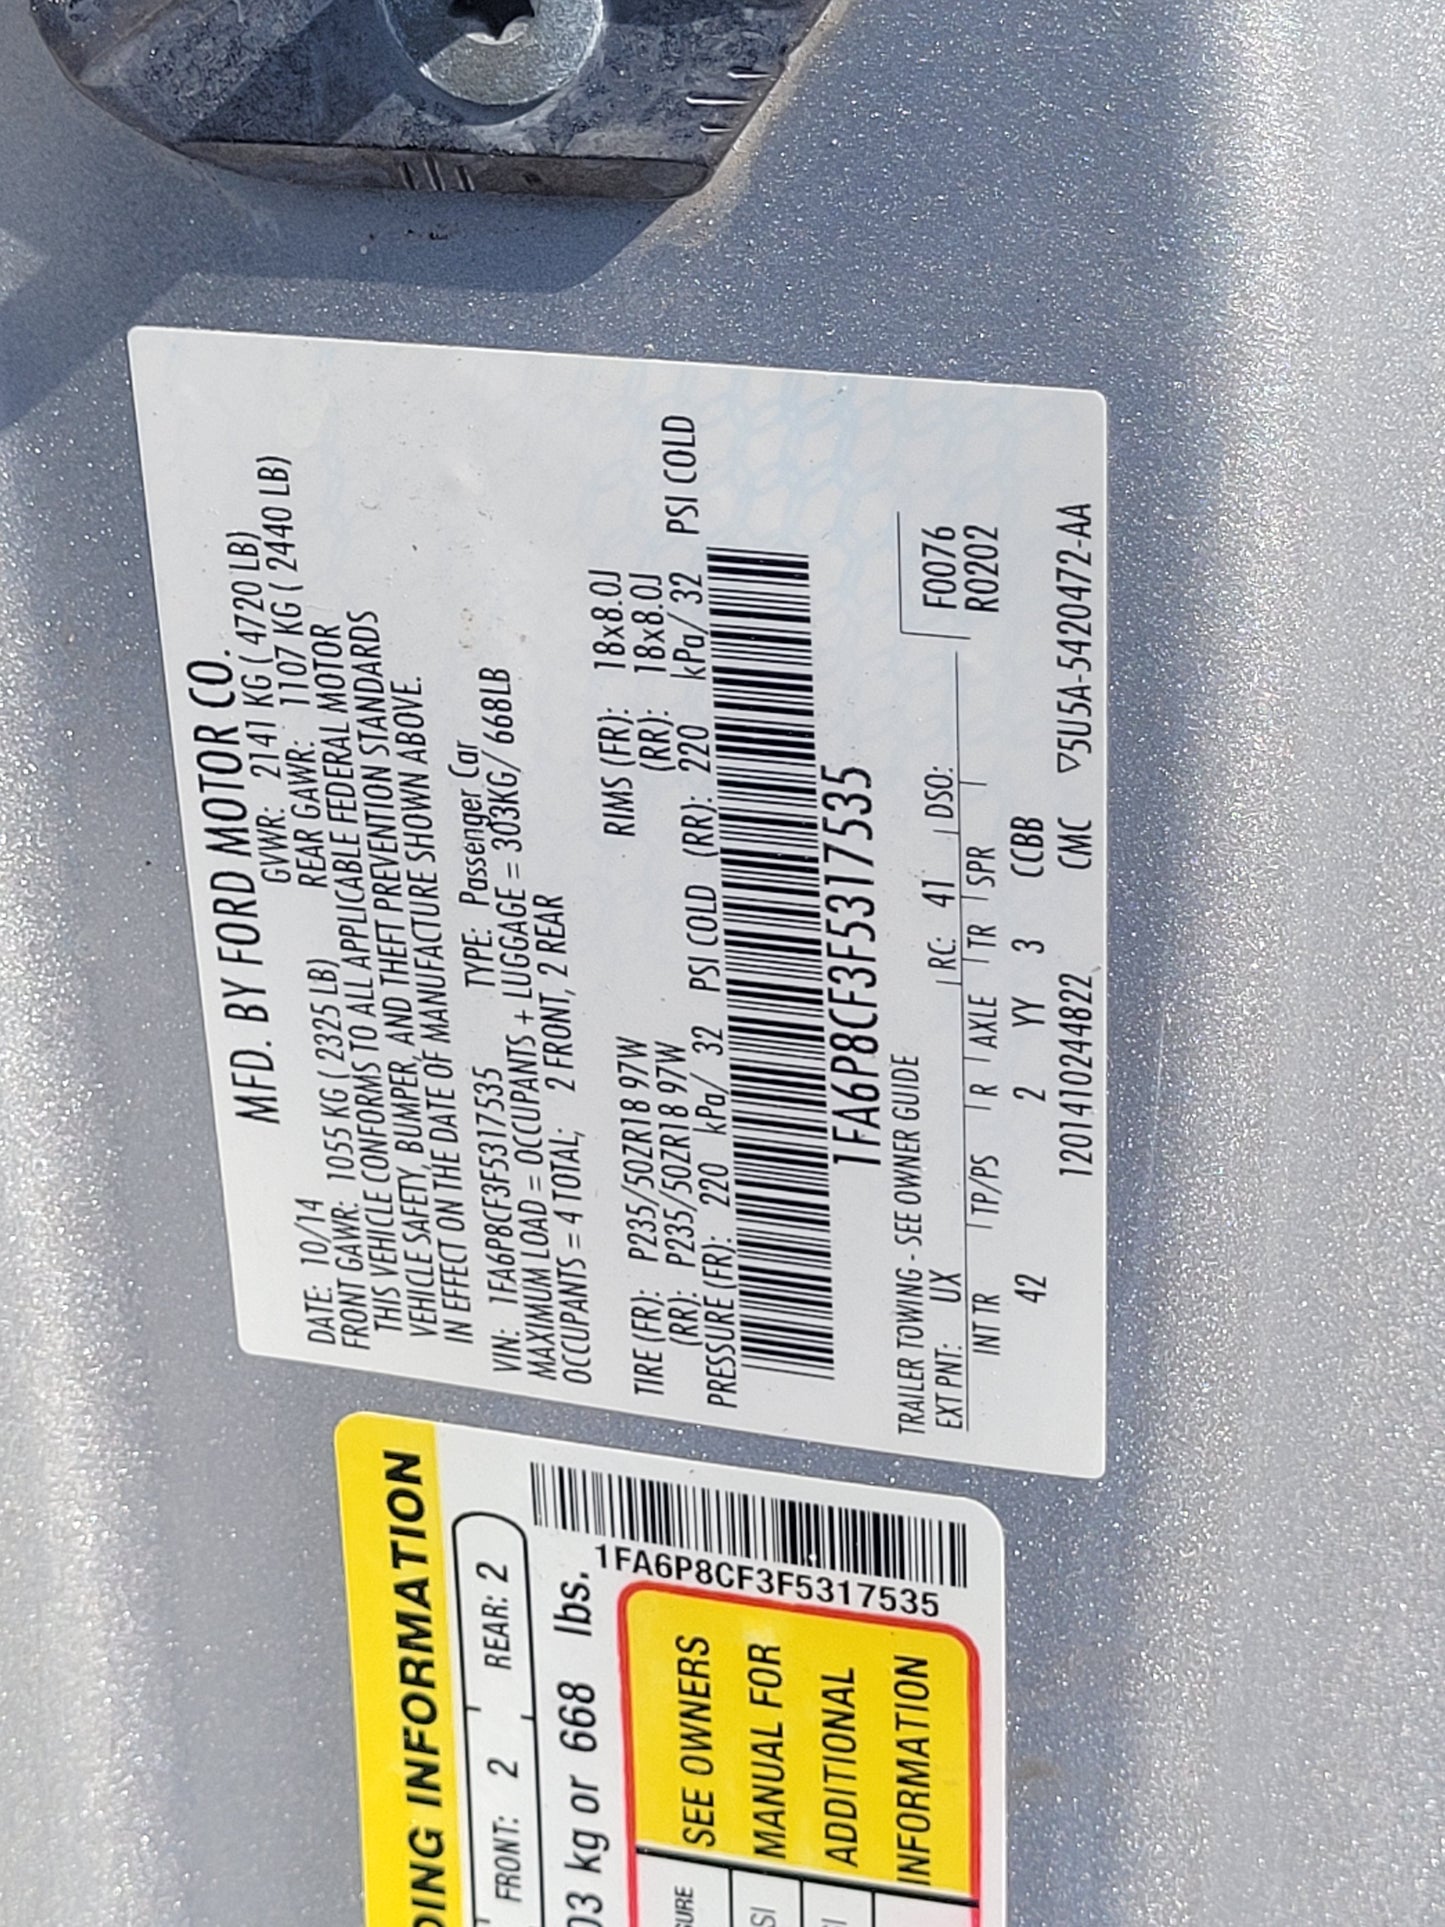 MFD. BY FORD MOTOR CO.
DATE: 10/14 GVWR: 2141 KG ( 4720 LB)
FRONT GAWR: 1055 KG ( 2325 LB) REAR GAWR: 1107 KG ( 2440 LB)
THIS VEHICLE CONFORMS TO ALL APPLICABLE FEDERAL MOTOR
VEHICLE SAFETY, BUMPER, AND THEFT PREVENTION STANDARDS
IN EFFECT ON THE DATE OF MANUFACTURE SHOWN ABOVE.
VIN: 1FA6P8CF3F5317535 TYPE: Passenger Car
MAXIMUM LOAD = OCCUPANTS + LUGGAGE = 303KG/ 668LB
OCCUPANTS = 4 TOTAL; 2 FRONT, 2 REAR
TIRE (FR): P235/50ZR18 97W RIMS (FR): 18x8.0J
(RR): P235/50ZR18 97W (RR): 18x8.0J
PRESSURE (FR): 220 kPa/ 32 PSI COLD (RR): 220 kPa/ 32 PSI COLD
1FA6P8CF3F5317535
TRAILER TOWING - SEE OWNER GUIDE
EXT PNT: UX RC: 41 DSO: F0076
INT TR TP/PS R AXLE TR SPR R0202
42 2 YY 3 CCBB
12014102448​22 CMC ▽5U5A-5420472-AA
DING INFORMATION
FRONT: 2 REAR: 2
03 kg or 668 lbs.
1FA6P8CF3F5317535
SEE OWNERS
MANUAL FOR
ADDITIONAL
INFORMATION